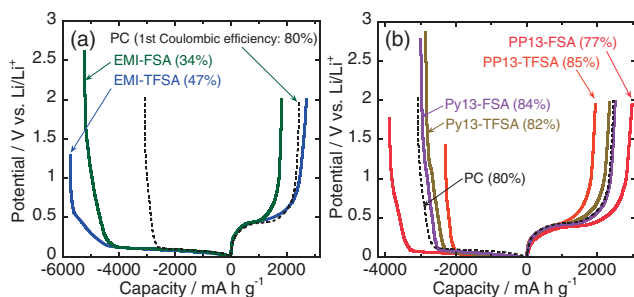 (a) PC (1st Coulombic efficiency: 80%)
EMI-FSA (34%)
EMI-TFSA (47%)
Potential / V vs. Li/Li+
3
2.5
2
1.5
1
0.5
0
-6000 -4000 -2000 0 2000
Capacity / mA h g-1
(b) PP13-FSA (77%)
PP13-TFSA (85%)
Py13-FSA (84%)
Py13-TFSA (82%)
PC (80%)
Potential / V vs. Li/Li+
3
2.5
2
1.5
1
0.5
0
-4000 -2000 0 2000
Capacity / mA h g-1